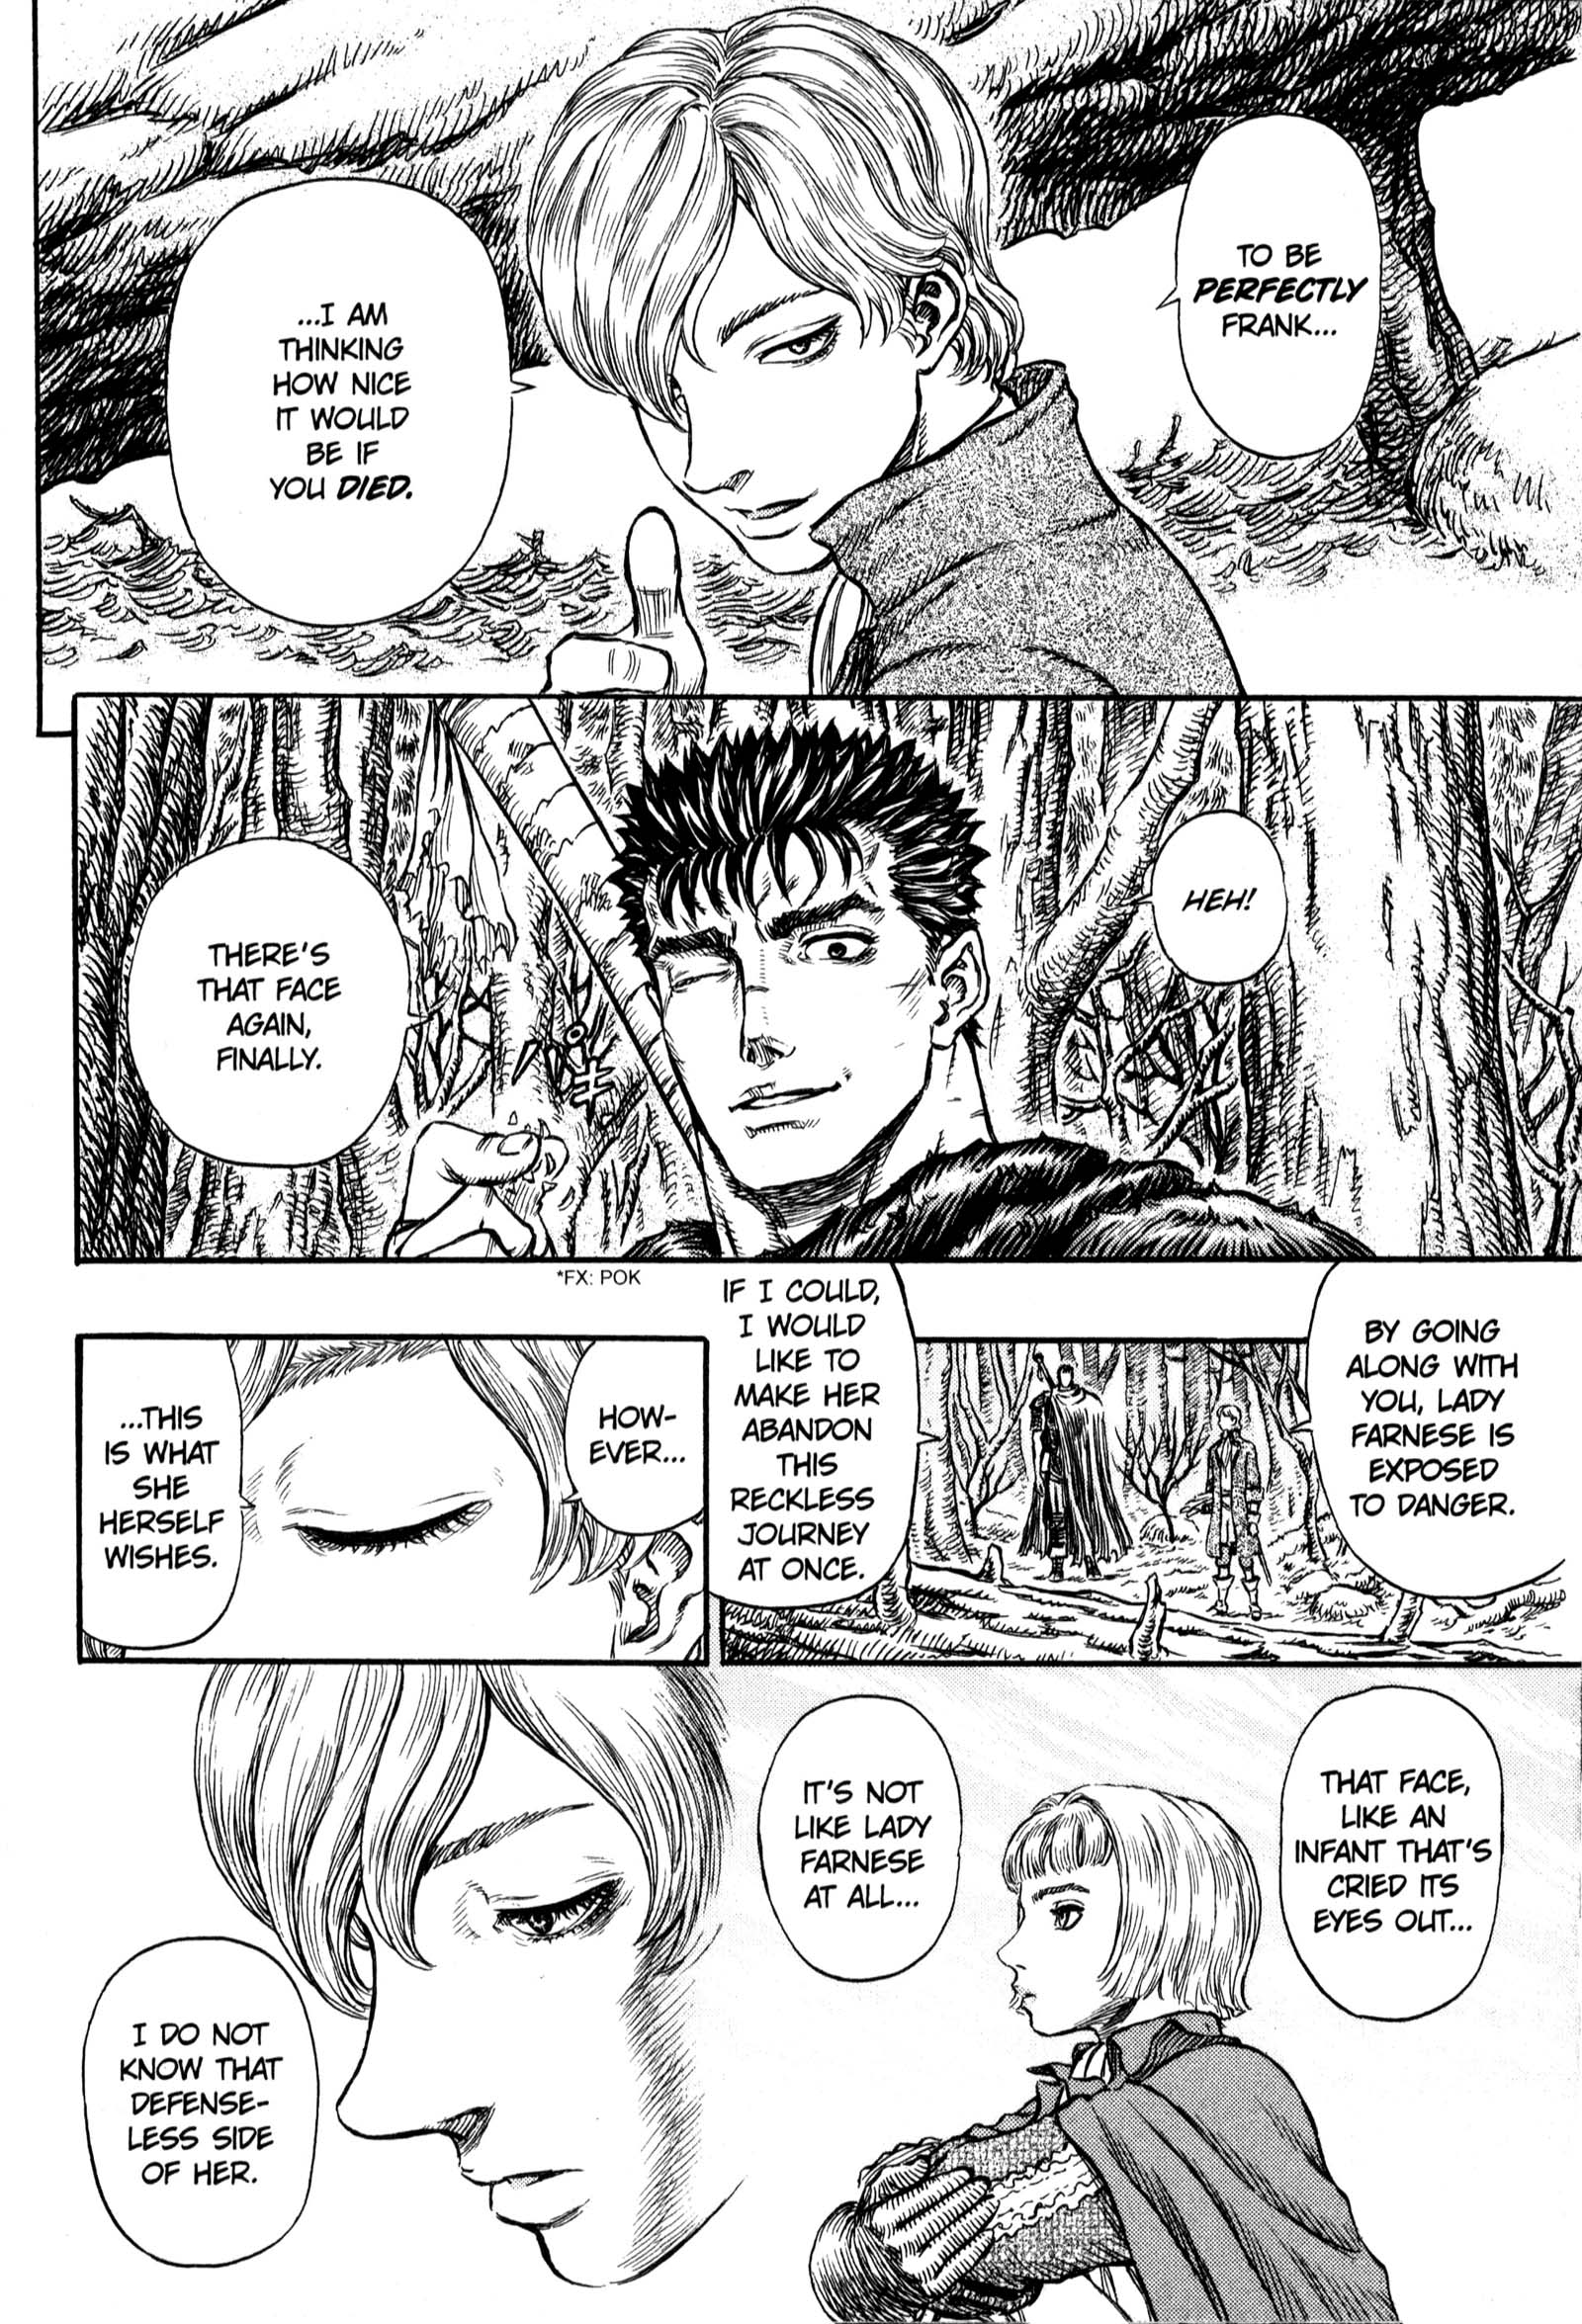 TO BE
PERFECTLY
FRANK...
...I AM
THINKING
HOW NICE
IT WOULD
BE IF
YOU DIED.
HEH!
THERE'S
THAT FACE
AGAIN,
FINALLY.
*FX: POK
BY GOING
ALONG WITH
YOU, LADY
FARNESE IS
EXPOSED
TO DANGER.
IF I COULD,
I WOULD
LIKE TO
MAKE HER
ABANDON
THIS
RECKLESS
JOURNEY
AT ONCE.
HOW-
EVER...
...THIS
IS WHAT
SHE
HERSELF
WISHES.
THAT FACE,
LIKE AN
INFANT THAT'S
CRIED ITS
EYES OUT...
IT'S NOT
LIKE LADY
FARNESE
AT ALL...
I DO NOT
KNOW THAT
DEFENSE-
LESS SIDE
OF HER.